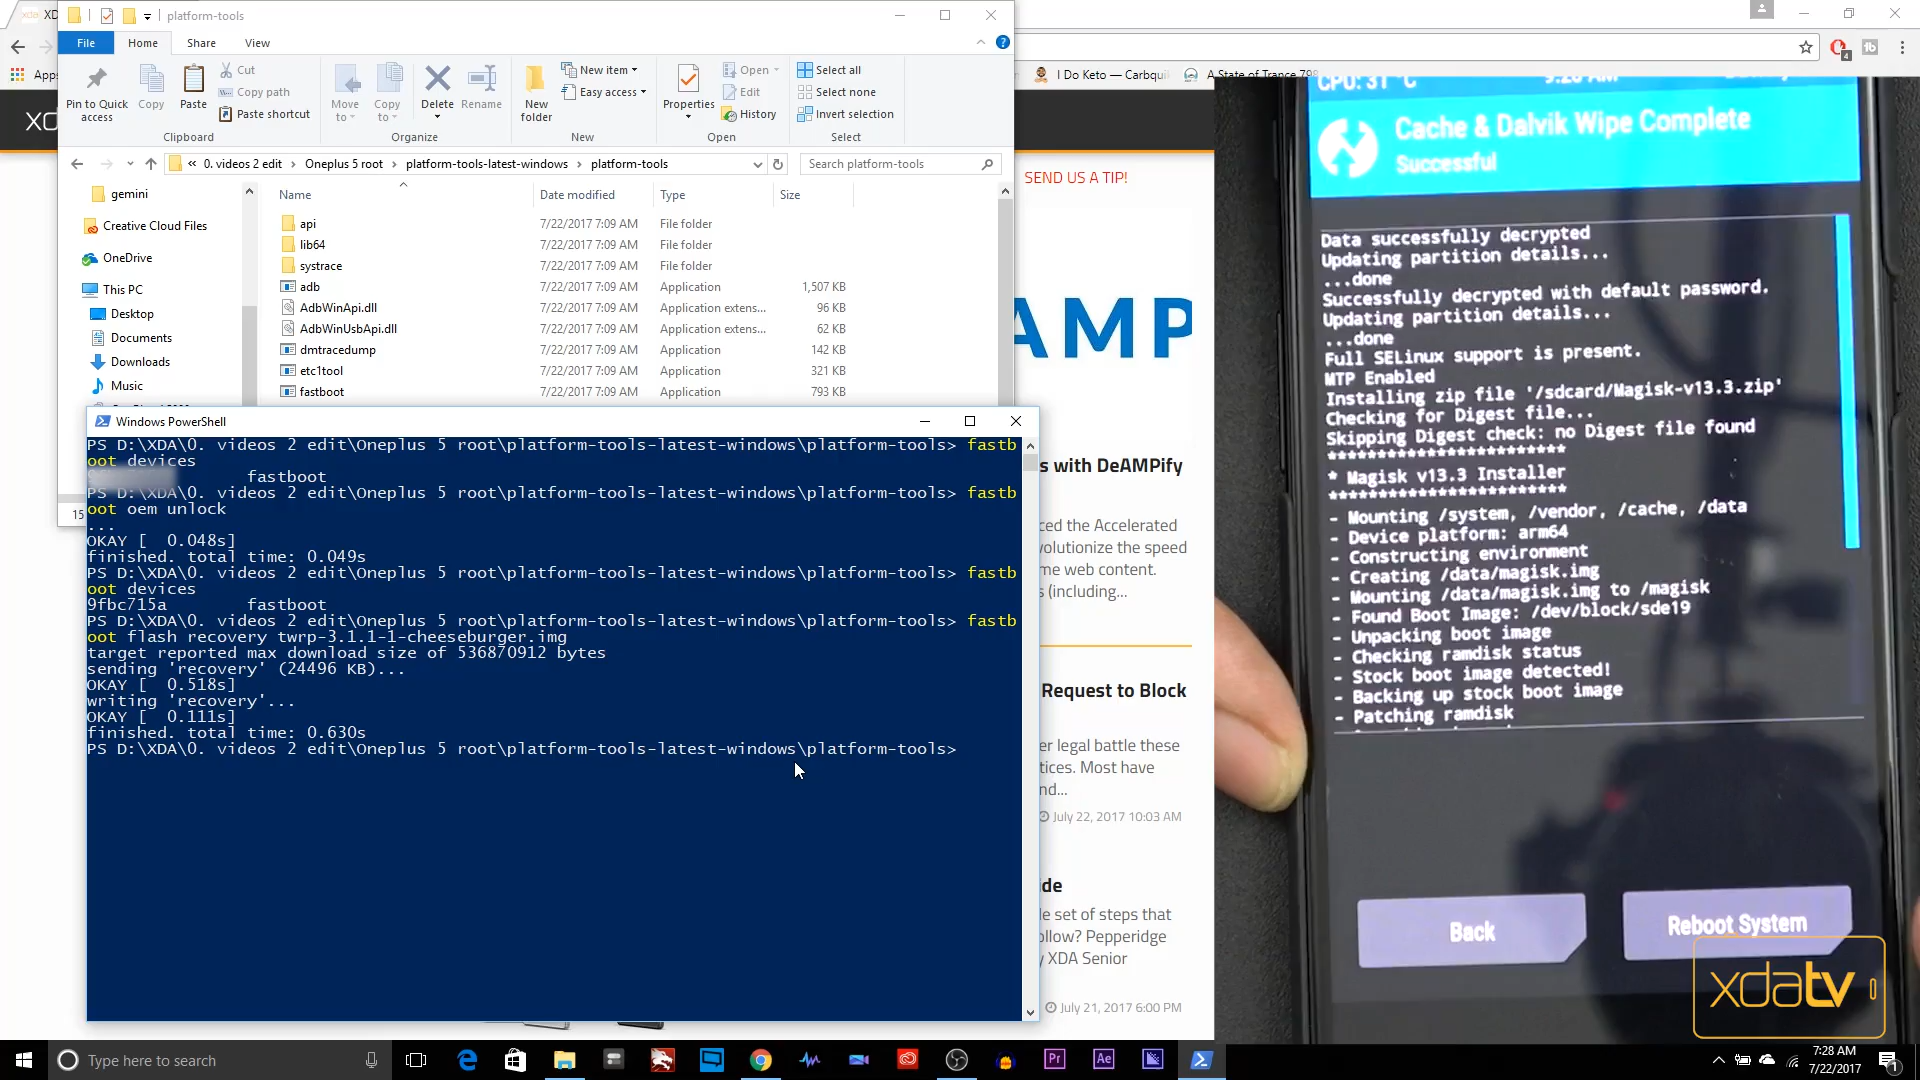 platform-tools
File
Home
Share
View
Pin to Quick
access
Copy
Paste
Cut
Copy path
Paste shortcut
Clipboard
Move
to
Copy
to
Delete
Rename
Organize
New
folder
New item
Easy access
New
Properties
Open
Edit
History
Open
Select all
Select none
Invert selection
Select
« 0. videos 2 edit › Oneplus 5 root › platform-tools-latest-windows › platform-tools
Search platform-tools
Name
Date modified
Type
Size
gemini
Creative Cloud Files
OneDrive
This PC
Desktop
Documents
Downloads
Music
api 7/22/2017 7:09 AM File folder
lib64 7/22/2017 7:09 AM File folder
systrace 7/22/2017 7:09 AM File folder
adb 7/22/2017 7:09 AM Application 1,507 KB
AdbWinApi.dll 7/22/2017 7:09 AM Application extens... 96 KB
AdbWinUsbApi.dll 7/22/2017 7:09 AM Application extens... 62 KB
dmtracedump 7/22/2017 7:09 AM Application 142 KB
etc1tool 7/22/2017 7:09 AM Application 321 KB
fastboot 7/22/2017 7:09 AM Application 793 KB
15
Windows PowerShell
PS D:\XDA\0. videos 2 edit\Oneplus 5 root\platform-tools-latest-windows\platform-tools> fastb
oot devices
fastboot
PS D:\XDA\0. videos 2 edit\Oneplus 5 root\platform-tools-latest-windows\platform-tools> fastb
oot oem unlock
...
OKAY [  0.048s]
finished. total time: 0.049s
PS D:\XDA\0. videos 2 edit\Oneplus 5 root\platform-tools-latest-windows\platform-tools> fastb
oot devices
9fbc715a        fastboot
PS D:\XDA\0. videos 2 edit\Oneplus 5 root\platform-tools-latest-windows\platform-tools> fastb
oot flash recovery twrp-3.1.1-1-cheeseburger.img
target reported max download size of 536870912 bytes
sending 'recovery' (24496 KB)...
OKAY [  0.518s]
writing 'recovery'...
OKAY [  0.111s]
finished. total time: 0.630s
PS D:\XDA\0. videos 2 edit\Oneplus 5 root\platform-tools-latest-windows\platform-tools>
XD
Apps
I Do Keto — Carbqui
A State of Trance 798
xd
SEND US A TIP!
AMP
s with DeAMPify
ced the Accelerated
volutionize the speed
me web content.
s (including...
Request to Block
er legal battle these
tices. Most have
nd...
July 22, 2017 10:03 AM
ide
le set of steps that
ollow? Pepperidge
y XDA Senior
July 21, 2017 6:00 PM
CPU: 31 °C
9:28 AM
Cache & Dalvik Wipe Complete
Successful
Data successfully decrypted
Updating partition details...
...done
Successfully decrypted with default password.
Updating partition details...
...done
Full SELinux support is present.
MTP Enabled
Installing zip file '/sdcard/Magisk-v13.3.zip'
Checking for Digest file...
Skipping Digest check: no Digest file found
************************
* Magisk v13.3 Installer
************************
- Mounting /system, /vendor, /cache, /data
- Device platform: arm64
- Constructing environment
- Creating /data/magisk.img
- Mounting /data/magisk.img to /magisk
- Found Boot Image: /dev/block/sde19
- Unpacking boot image
- Checking ramdisk status
- Stock boot image detected!
- Backing up stock boot image
- Patching ramdisk
Back
Reboot System
xdatv
Type here to search
Pr
Ae
7:28 AM
7/22/2017